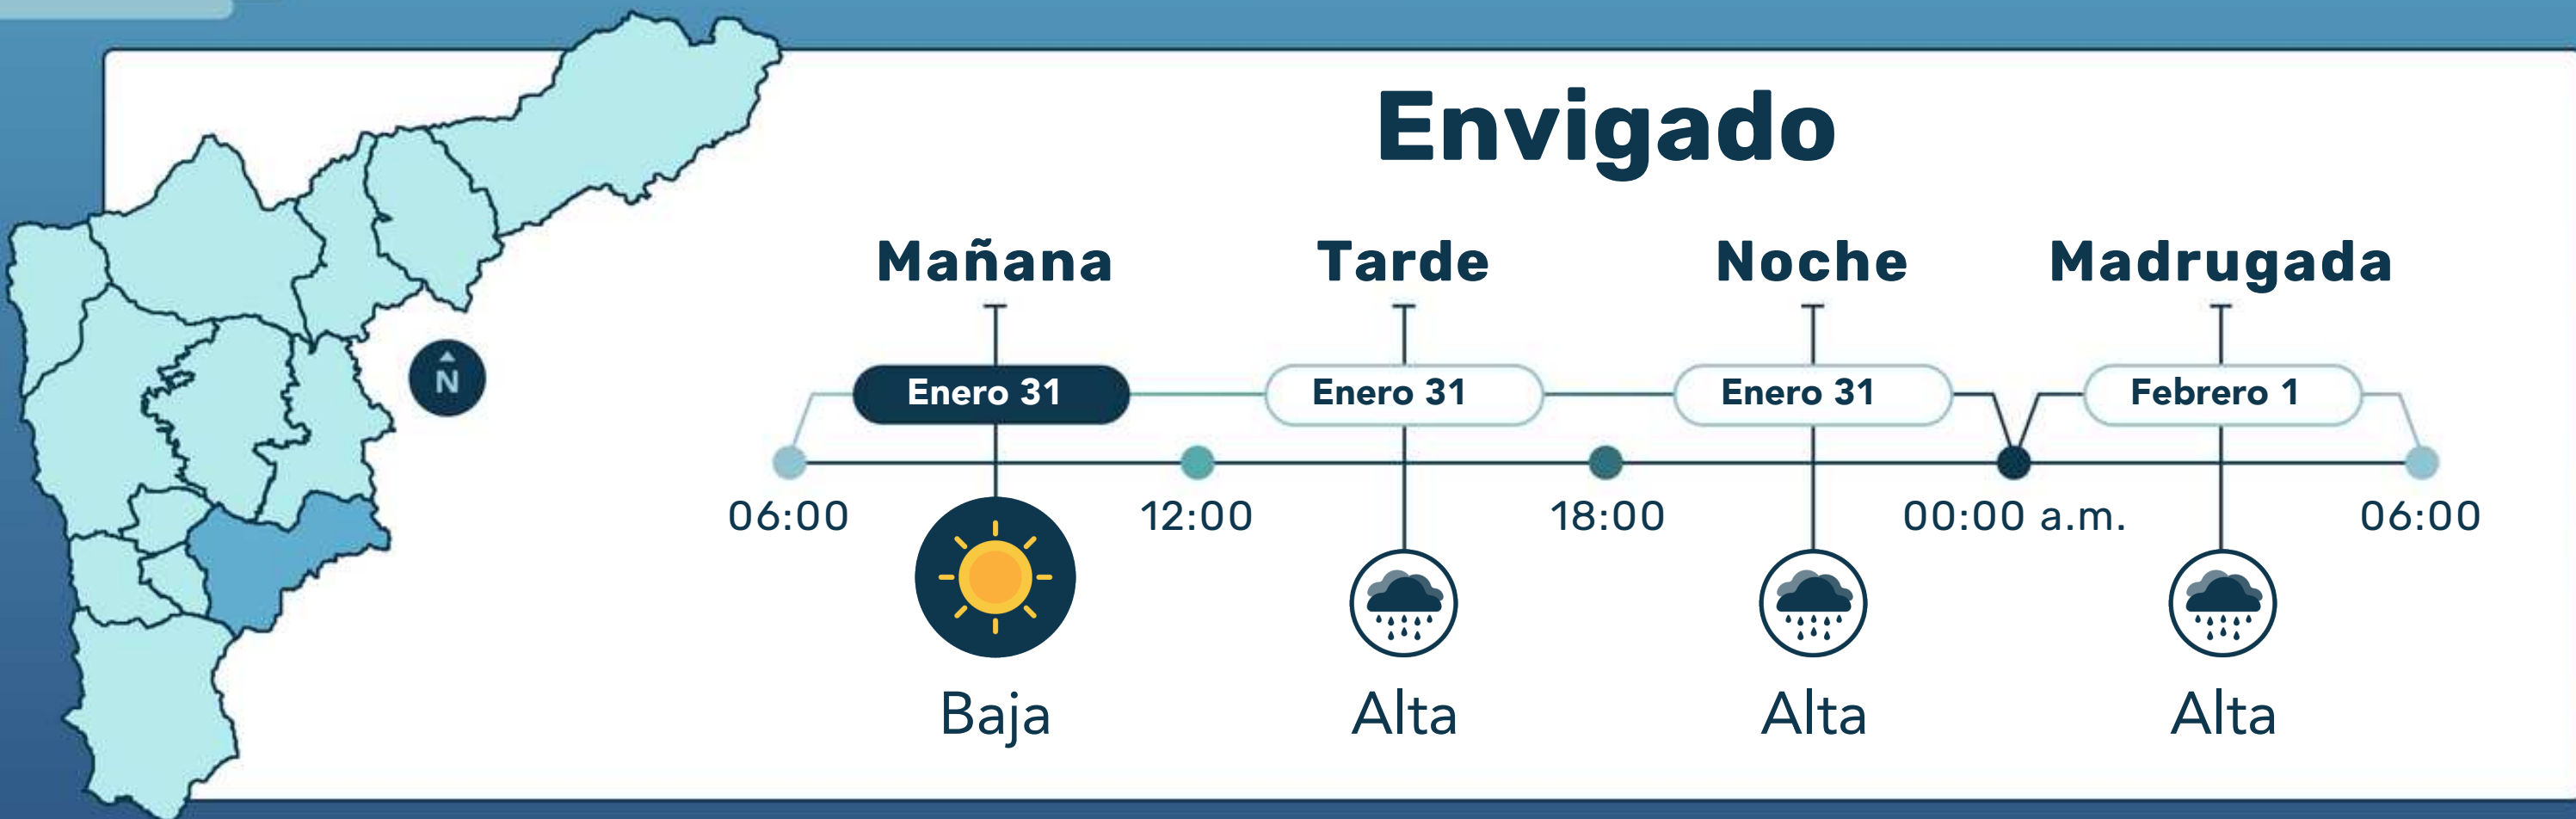 Envigado
Mañana Tarde Noche Madrugada
N
Enero 31 Enero 31 Enero 31 Febrero 1
06:00 12:00 18:00 00:00 a.m. 06:00
Baja Alta Alta Alta